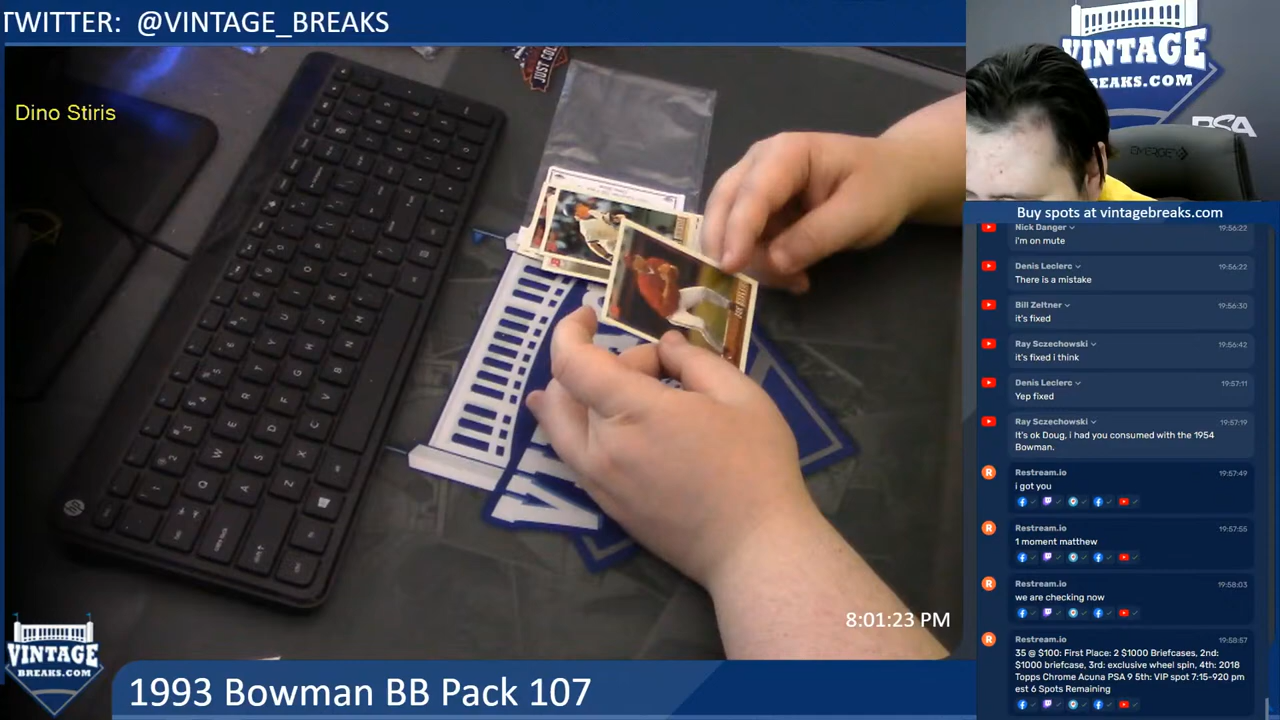 TWITTER: @VINTAGE_BREAKS
Dino Stiris
JUST COL
8:01:23 PM
VINTAGE
BREAKS.COM
1993 Bowman BB Pack 107
VINTAGE
BREAKS.COM
PSA
Buy spots at vintagebreaks.com
Nick Danger 19:56:22
i'm on mute
Denis Leclerc 19:56:22
There is a mistake
Bill Zeltner 19:56:30
it's fixed
Ray Sczechowski 19:56:42
it's fixed i think
Denis Leclerc 19:57:11
Yep fixed
Ray Sczechowski 19:57:19
It's ok Doug, i had you consumed with the 1954
Bowman.
Restream.io 19:57:49
i got you
Restream.io 19:57:55
1 moment matthew
Restream.io 19:58:03
we are checking now
Restream.io 19:58:57
35 @ $100: First Place: 2 $1000 Briefcases, 2nd:
$1000 briefcase, 3rd: exclusive wheel spin, 4th: 2018
Topps Chrome Acuna PSA 9 5th: VIP spot 7:15-920 pm
est 6 Spots Remaining